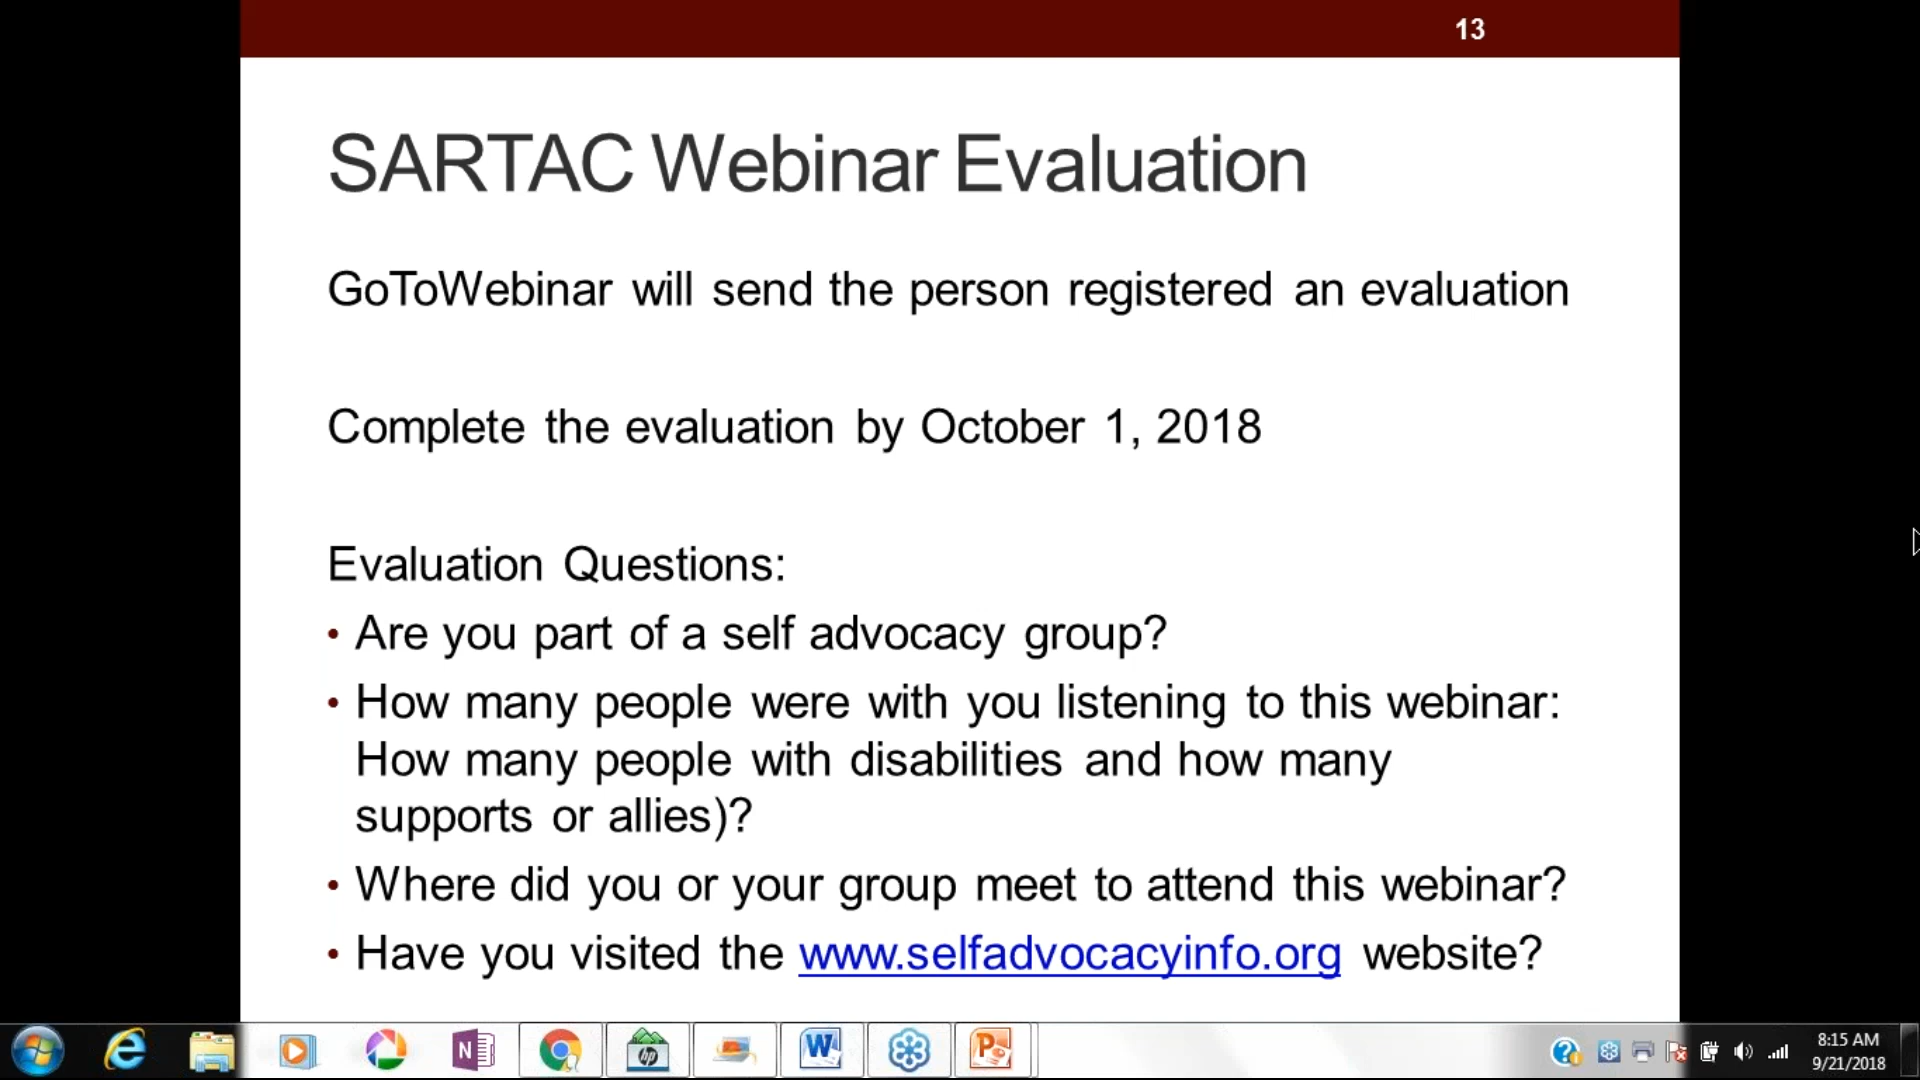 13
SARTAC Webinar Evaluation
GoToWebinar will send the person registered an evaluation
Complete the evaluation by October 1, 2018
Evaluation Questions:
• Are you part of a self advocacy group?
• How many people were with you listening to this webinar:
How many people with disabilities and how many
supports or allies)?
• Where did you or your group meet to attend this webinar?
• Have you visited the www.selfadvocacyinfo.org website?
8:15 AM
9/21/2018